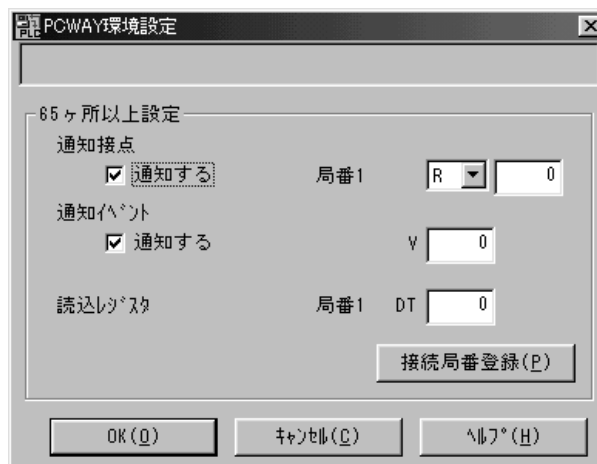 PCWAY環境設定
65ヶ所以上設定
通知接点
通知する 局番1 R 0
通知ｲﾍﾞﾝﾄ
通知する V 0
読込ﾚｼﾞｽﾀ 局番1 DT 0
接続局番登録(P)
OK(O) ｷｬﾝｾﾙ(C) ﾍﾙﾌﾟ(H)